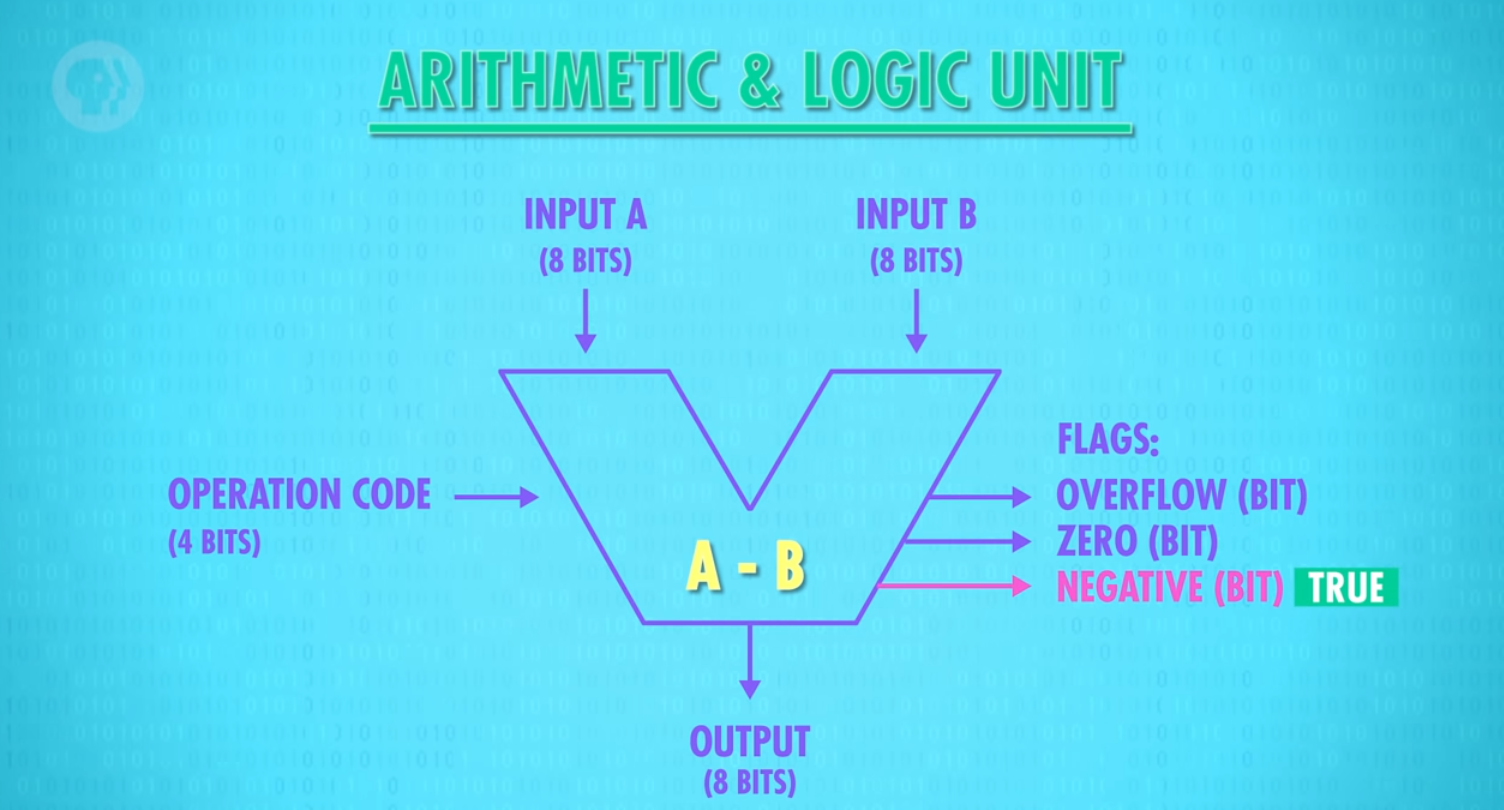 ARITHMETIC & LOGIC UNIT
INPUT A
(8 BITS)
INPUT B
(8 BITS)
OPERATION CODE
(4 BITS)
A - B
FLAGS:
OVERFLOW (BIT)
ZERO (BIT)
NEGATIVE (BIT) TRUE
OUTPUT
(8 BITS)